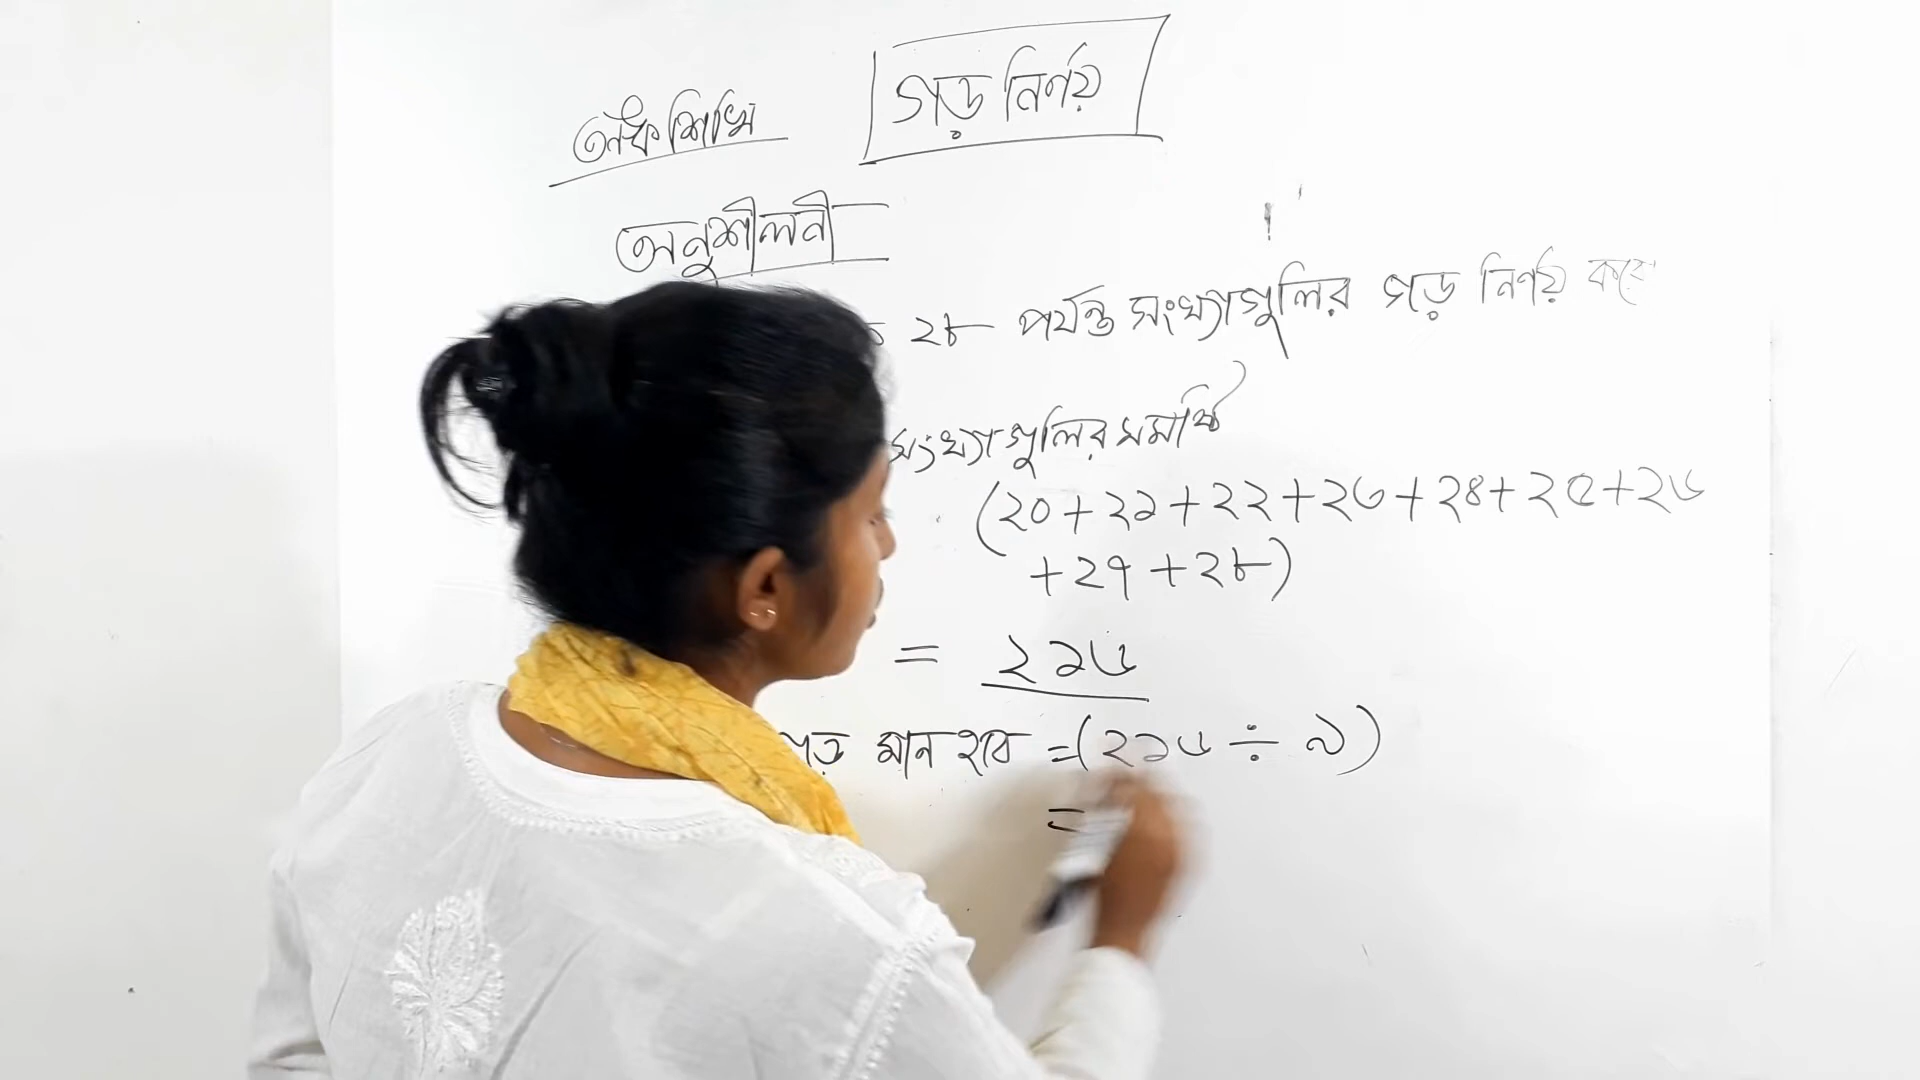 অংক শিখি
গড় নির্ণয়
অনুশীলনী
২৮ পর্যন্ত সংখ্যাগুলির গড় নির্ণয় করো
সংখ্যাগুলির সমষ্টি
(২০+২১+২২+২৩+২৪+২৫+২৬
+২৭+২৮)
= ২১৬
মান হবে =(২১৬ ÷ ৯)
=